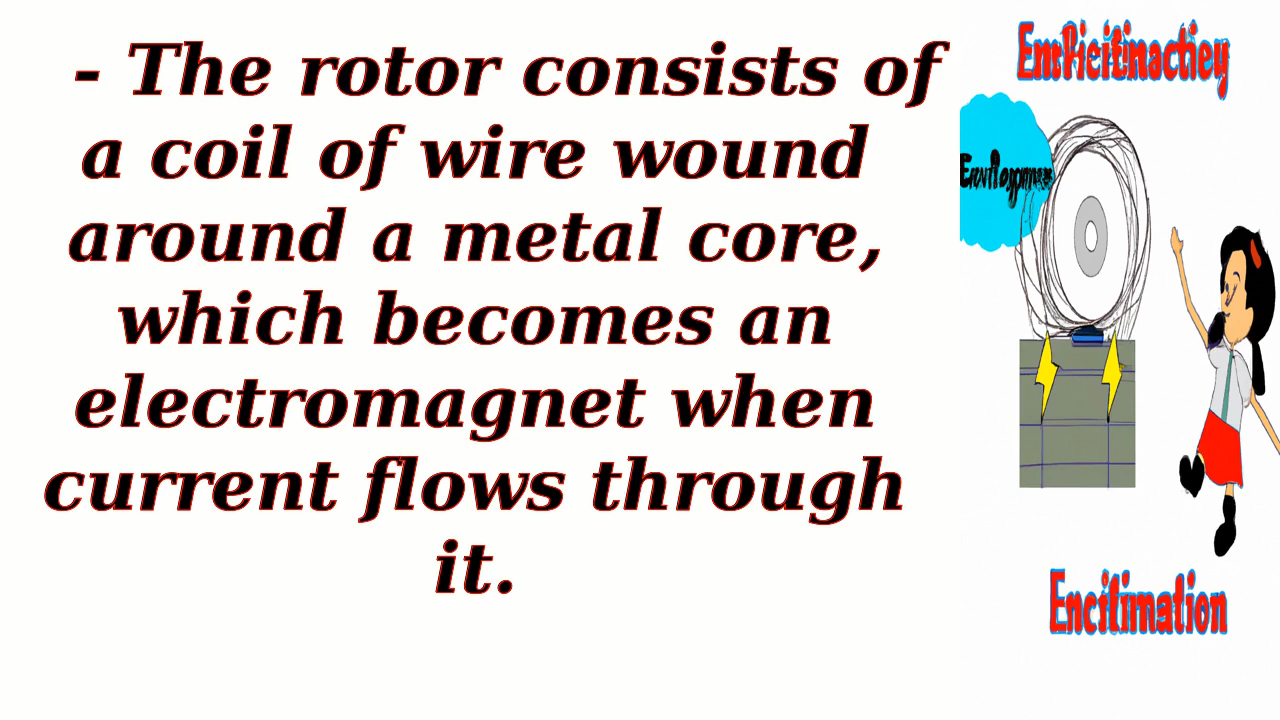 - The rotor consists of
a coil of wire wound
around a metal core,
which becomes an
electromagnet when
current flows through
it.
Encitimation